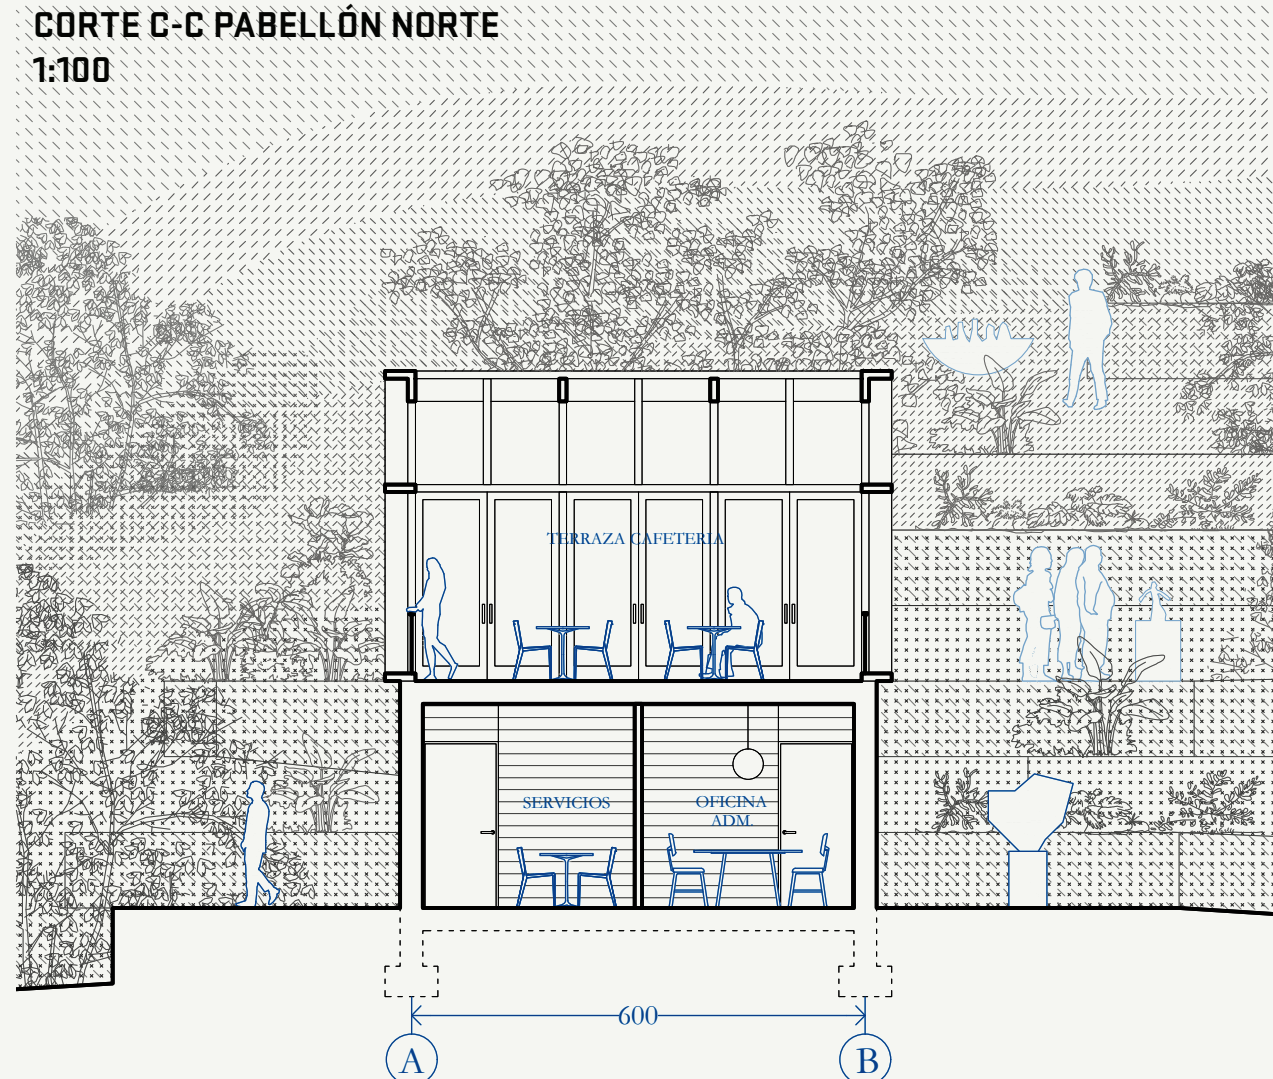 CORTE C-C PABELLÓN NORTE
1:100
TERRAZA CAFETERIA
SERVICIOS
OFICINA
ADM.
600
A
B